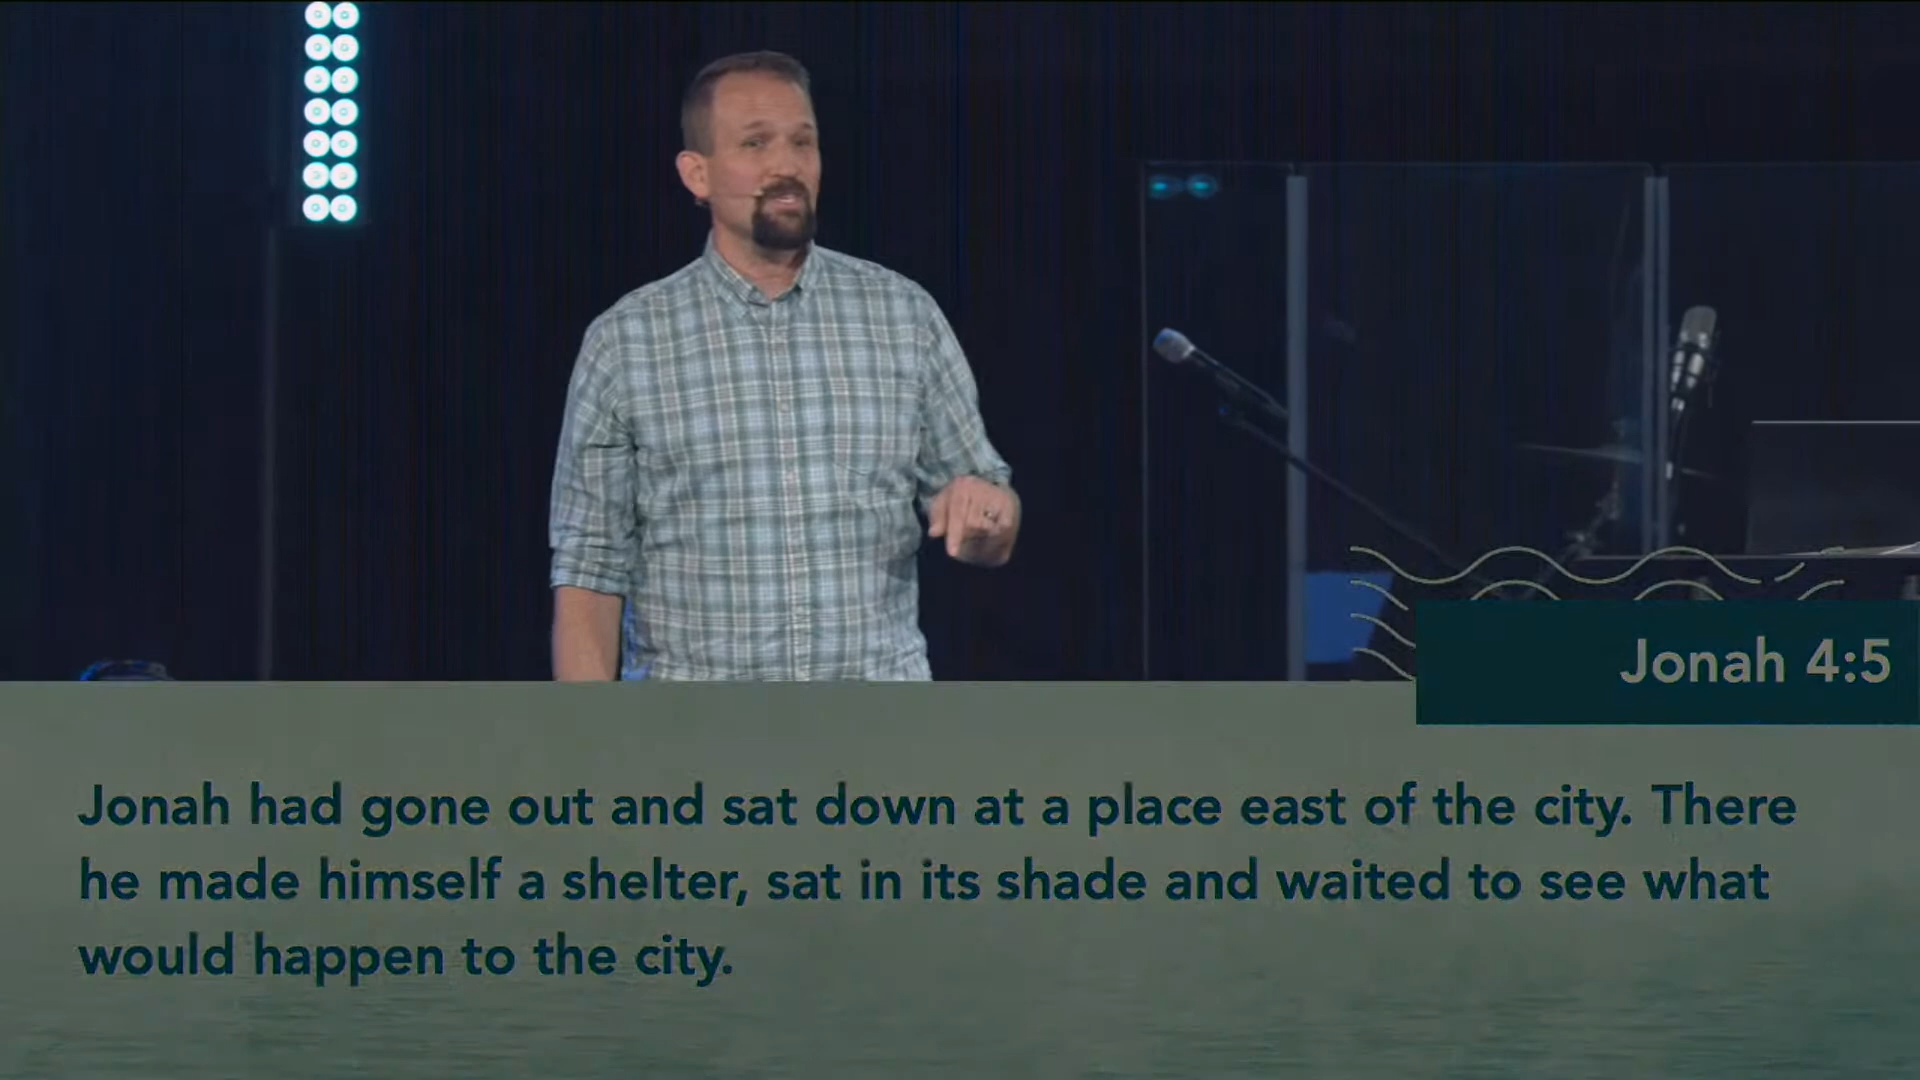 Jonah 4:5
Jonah had gone out and sat down at a place east of the city. There
he made himself a shelter, sat in its shade and waited to see what
would happen to the city.